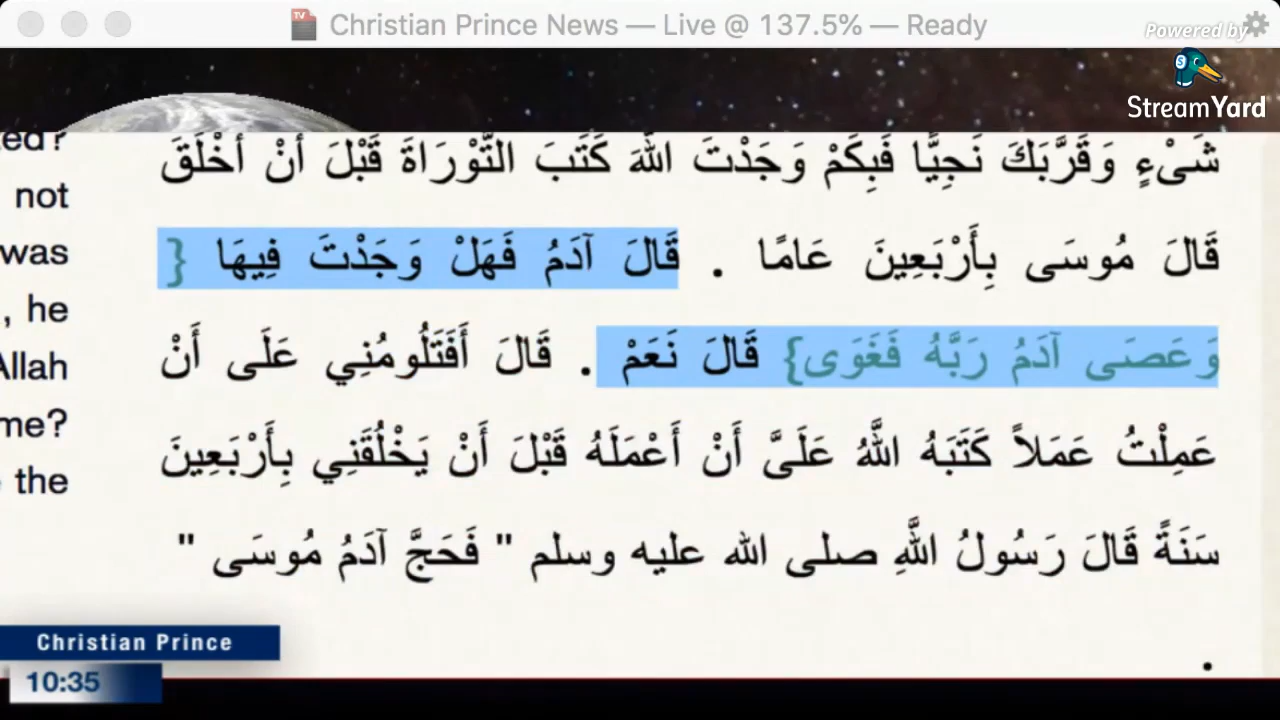 Christian Prince News — Live @ 137.5% — Ready
Powered by
StreamYard
ted?
not
was
, he
Allah
me?
the
شَىْءٍ وَقَرَّبَكَ نَجِيًّا فَبِكَمْ وَجَدْتَ اللَّهَ كَتَبَ التَّوْرَاةَ قَبْلَ أَنْ أُخْلَقَ
قَالَ مُوسَى بِأَرْبَعِينَ عَامًا . قَالَ آدَمُ فَهَلْ وَجَدْتَ فِيهَا {
وَعَصَى آدَمُ رَبَّهُ فَغَوَى} قَالَ نَعَمْ . قَالَ أَفَتَلُومُنِي عَلَى أَنْ
عَمِلْتُ عَمَلاً كَتَبَهُ اللَّهُ عَلَىَّ أَنْ أَعْمَلَهُ قَبْلَ أَنْ يَخْلُقَنِي بِأَرْبَعِينَ
سَنَةً قَالَ رَسُولُ اللَّهِ صلى الله عليه وسلم " فَحَجَّ آدَمُ مُوسَى "
.
Christian Prince
10:35